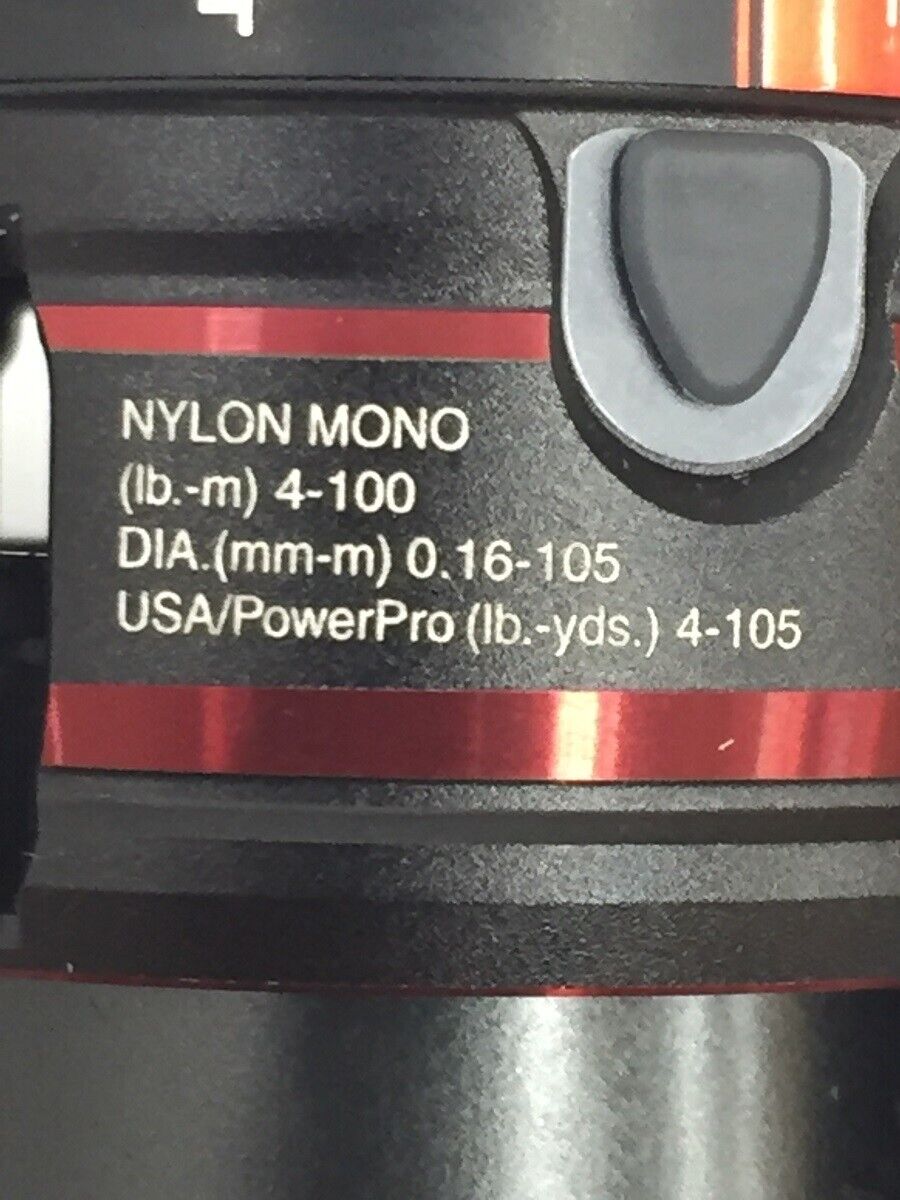 NYLON MONO
(lb.-m) 4-100
DIA.(mm-m) 0.16-105
USA/PowerPro (lb.-yds.) 4-105